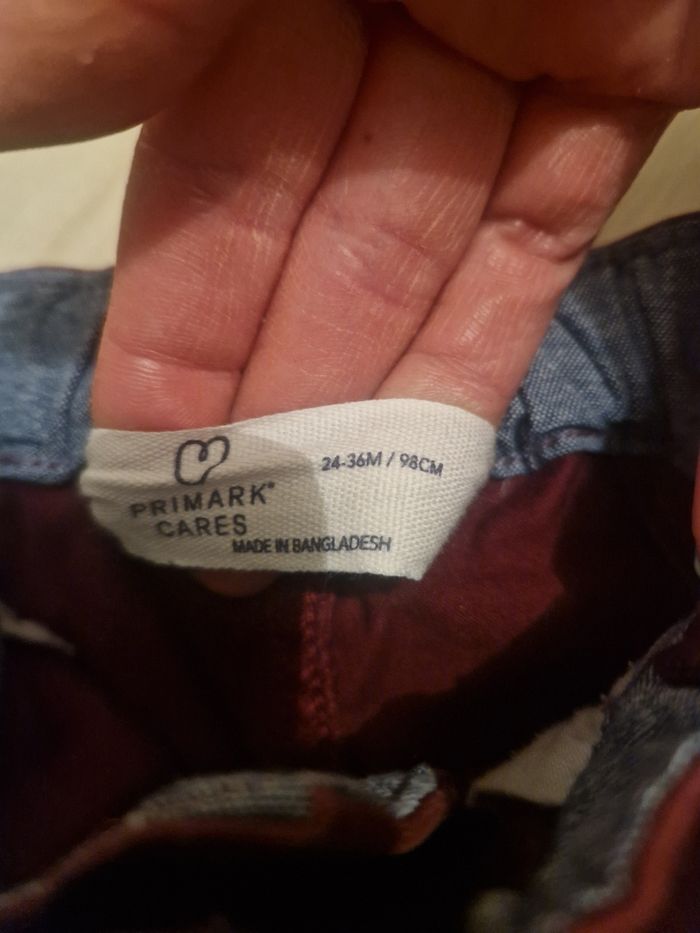 PRIMARK®
CARES
24-36M / 98CM
MADE IN BANGLADESH